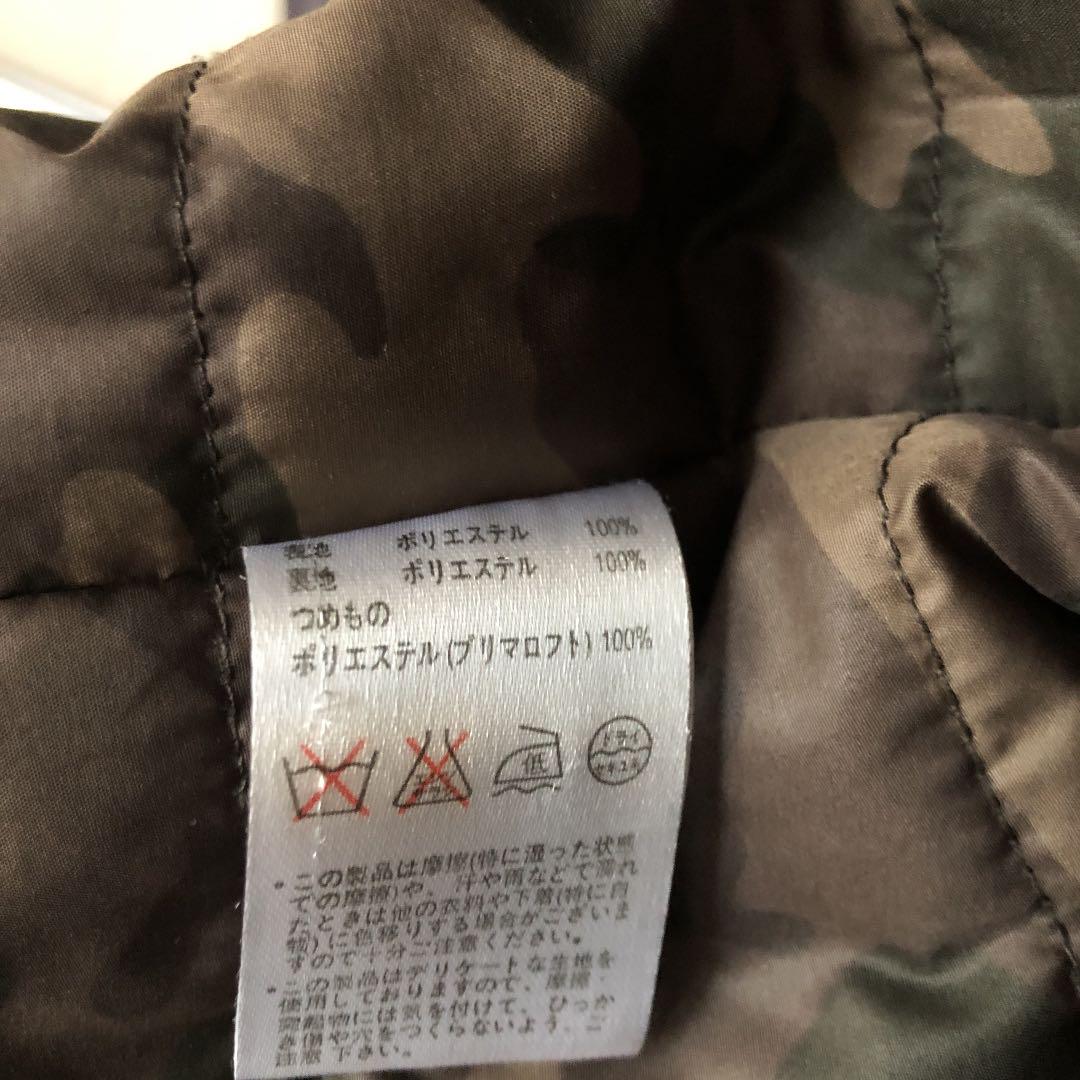 表地 ポリエステル 100%
裏地 ポリエステル 100%
つめもの
ポリエステル(プリマロフト) 100%
低
ドライ
・この製品は摩擦(特に湿った状態
での摩擦)や、汗や雨などで濡れ
たときは他の衣料や下着(特に白
物)に色移りする場合がございま
すので十分ご注意ください。
・この製品はデリケートな生地を
使用しておりますので、摩擦・
突起物には気を付けて、ひっか
き傷や穴をつくらないよう、ご
注意下さい。